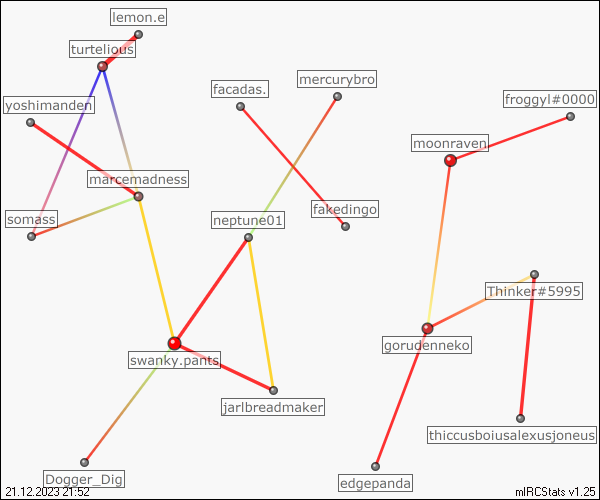 lemon.e
turtelious
mercurybro
facadas.
froggyl#0000
yoshimanden
moonraven
marcemadness
fakedingo
somass
neptune01
Thinker#5995
gorudenneko
swanky.pants
jarlbreadmaker
thiccusboiusalexusjoneus
Dogger_Dig
edgepanda
21.12.2023 21:52
mIRCStats v1.25